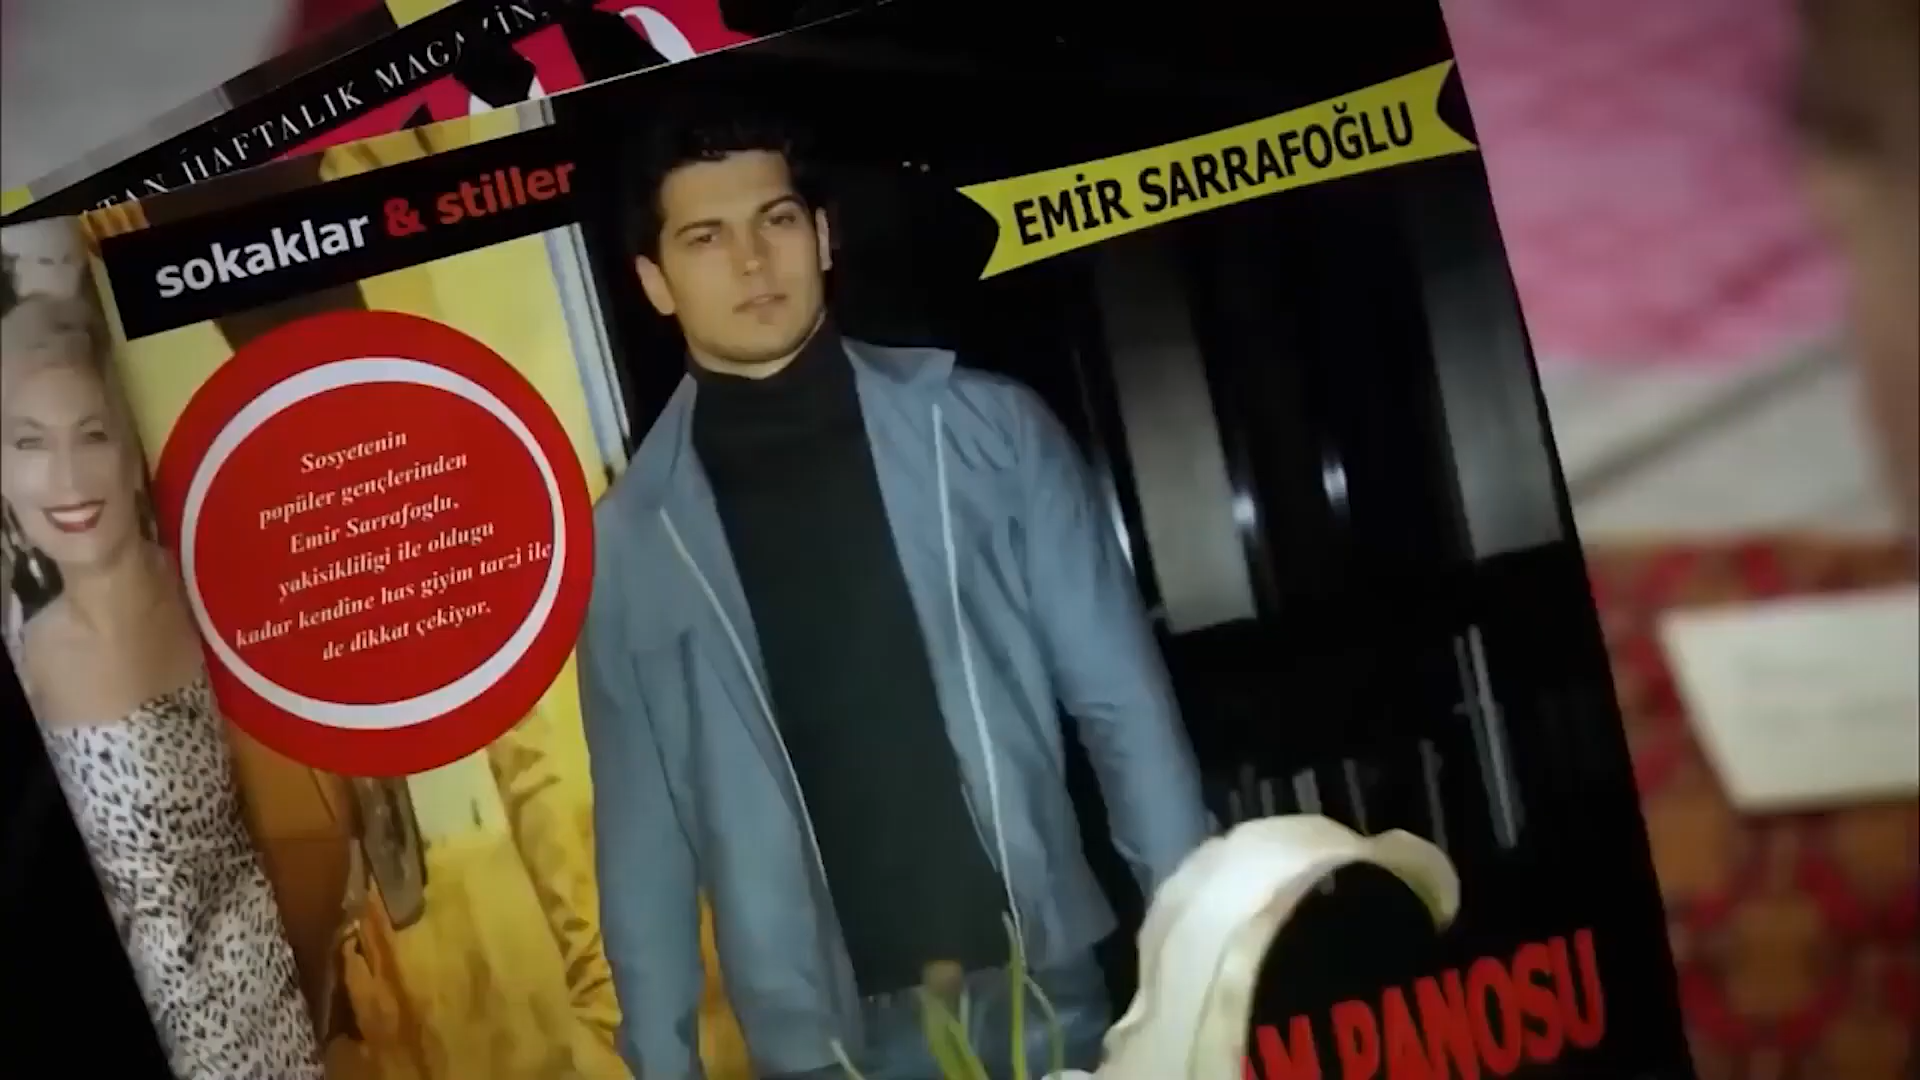 HAFTALIK MAGAZİN
sokaklar & stiller
EMİR SARRAFOĞLU
Sosyetenin
popüler gençlerinden
Emir Sarrafoglu,
yakisikliligi ile oldugu
kadar kendine has giyim tarzi ile
de dikkat çekiyor.
PANOSU